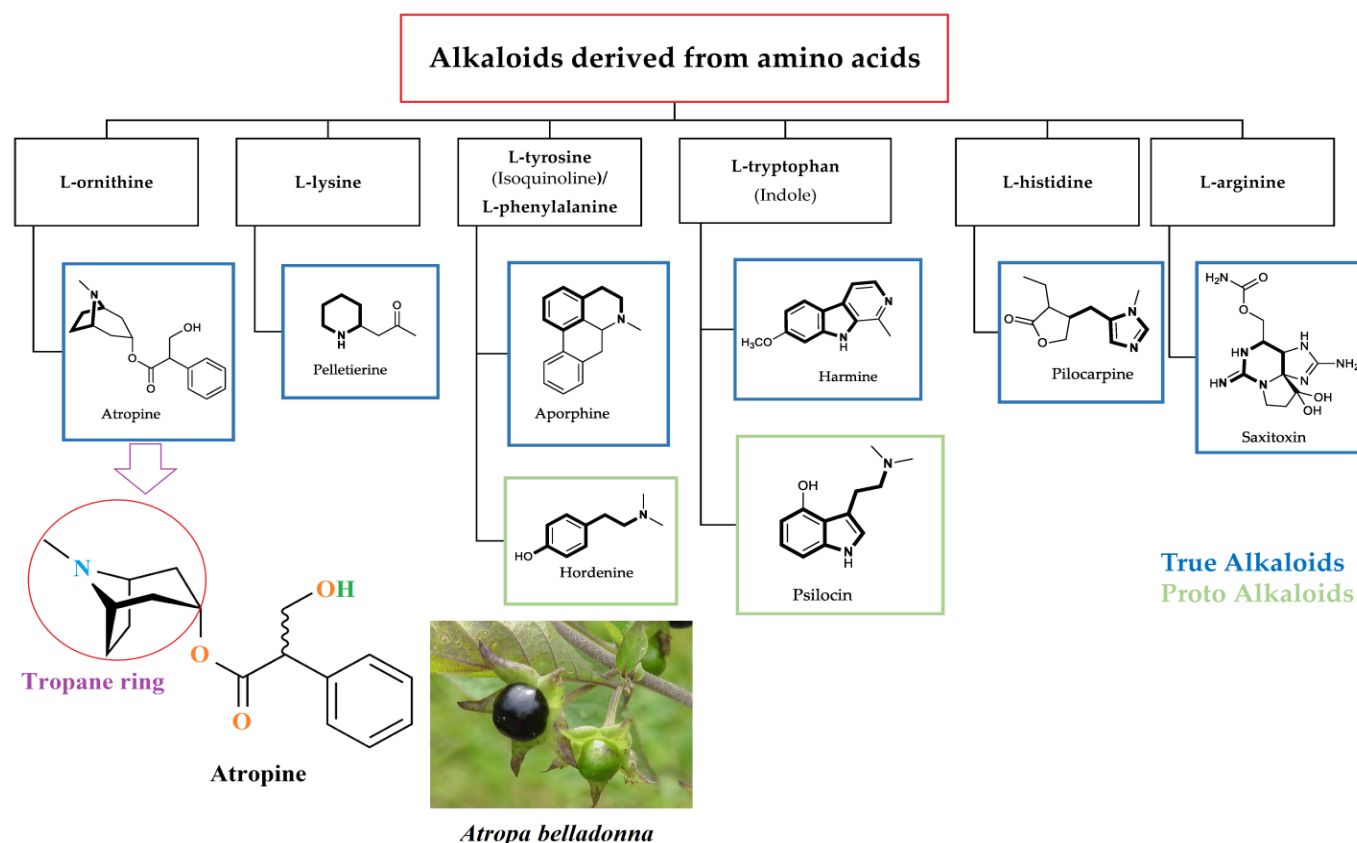 Alkaloids derived from amino acids
L-ornithine
L-lysine
L-tyrosine
(Isoquinoline)/
L-phenylalanine
L-tryptophan
(Indole)
L-histidine
L-arginine
N
OH
O
O
Atropine
N
H
O
Pelletierine
N
Aporphine
H₃CO
N
H
N
Harmine
O
O
N
N
Pilocarpine
H₂N
O
O
HN
H
N
NH₂
HN
N
N
OH
OH
Saxitoxin
HO
N
Hordenine
OH
N
N
H
Psilocin
True Alkaloids
Proto Alkaloids
N
OH
O
O
Tropane ring
Atropine
Atropa belladonna